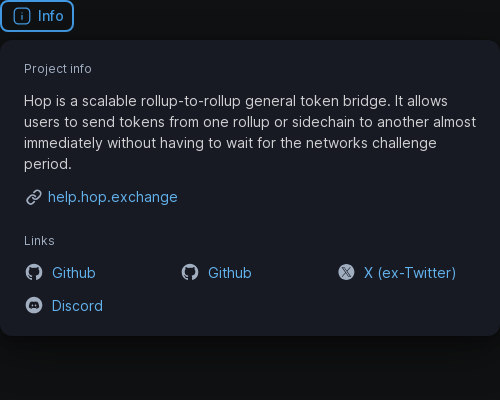 Info
Project info
Hop is a scalable rollup-to-rollup general token bridge. It allows
users to send tokens from one rollup or sidechain to another almost
immediately without having to wait for the networks challenge
period.
help.hop.exchange
Links
Github Github X (ex-Twitter)
Discord